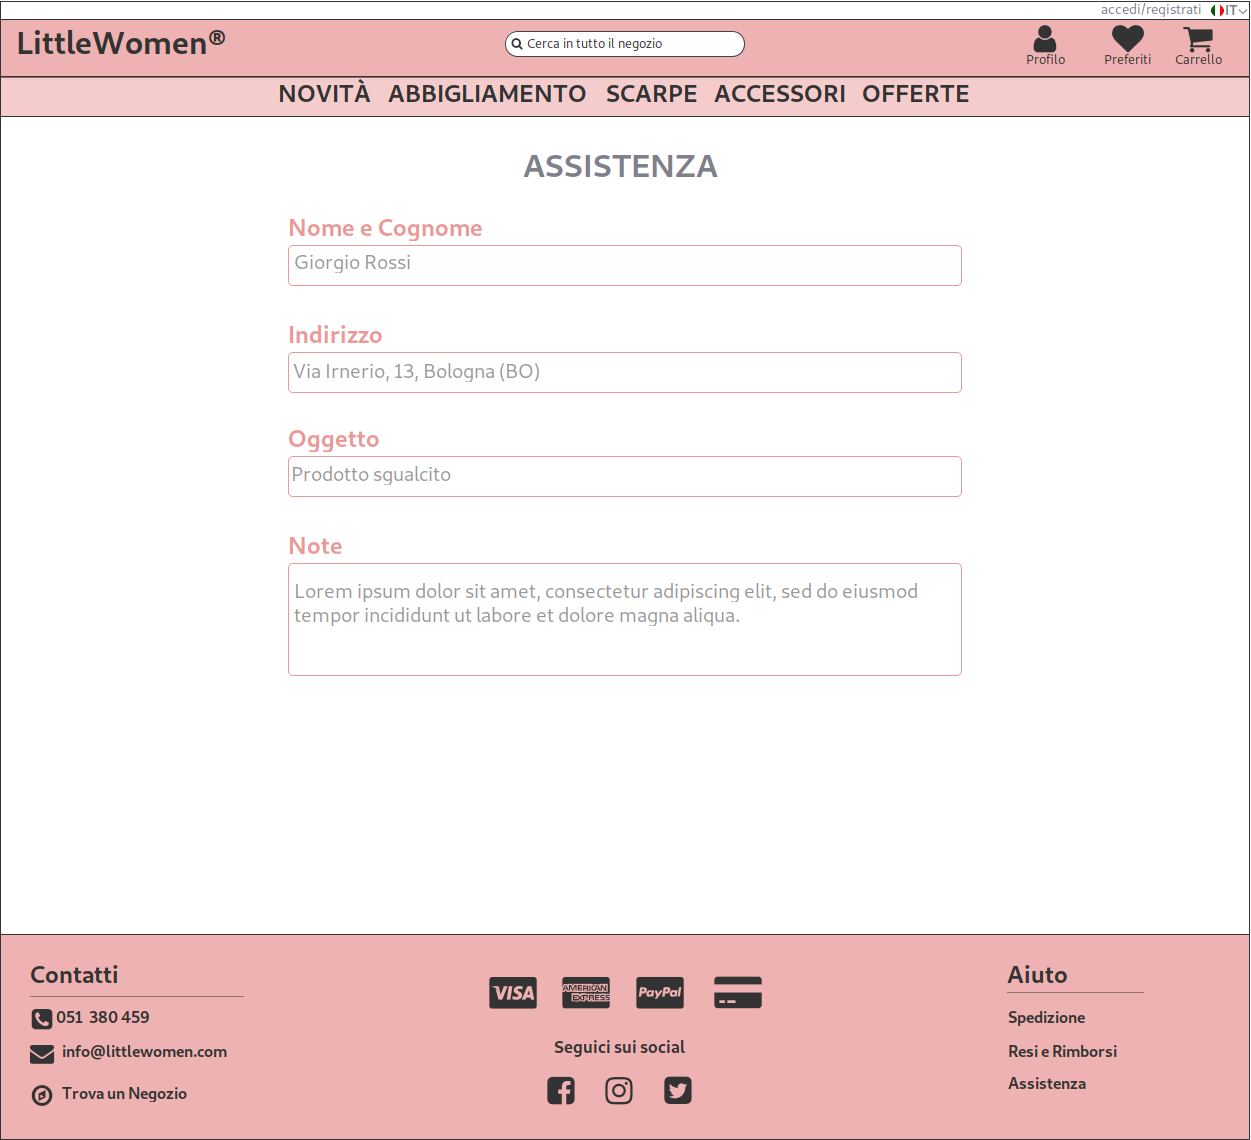 accedi/registrati IT
LittleWomen®
Cerca in tutto il negozio
Profilo Preferiti Carrello
NOVITÀ ABBIGLIAMENTO SCARPE ACCESSORI OFFERTE
ASSISTENZA
Nome e Cognome
Giorgio Rossi
Indirizzo
Via Irnerio, 13, Bologna (BO)
Oggetto
Prodotto sgualcito
Note
Lorem ipsum dolor sit amet, consectetur adipiscing elit, sed do eiusmod
tempor incididunt ut labore et dolore magna aliqua.
Contatti
051 380 459
info@littlewomen.com
Trova un Negozio
VISA AMERICAN EXPRESS PayPal
Seguici sui social
Aiuto
Spedizione
Resi e Rimborsi
Assistenza